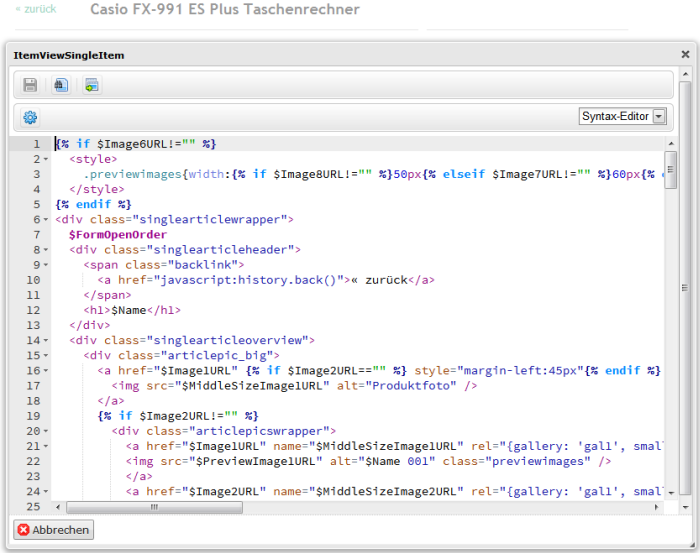 « zurück Casio FX-991 ES Plus Taschenrechner
ItemViewSingleItem
Syntax-Editor
1 {% if $Image6URL!="" %}
2 <style>
3 .previewimages{width:{% if $Image8URL!="" %}50px{% elseif $Image7URL!="" %}60px{%
4 </style>
5 {% endif %}
6 <div class="singlearticlewrapper">
7 $FormOpenOrder
8 <div class="singlearticleheader">
9 <span class="backlink">
10 <a href="javascript:history.back()">« zurück</a>
11 </span>
12 <h1>$Name</h1>
13 </div>
14 <div class="singlearticleoverview">
15 <div class="articlepic_big">
16 <a href="$Image1URL" {% if $Image2URL=="" %} style="margin-left:45px"{% endif %}
17 <img src="$MiddleSizeImage1URL" alt="Produktfoto" />
18 </a>
19 {% if $Image2URL!="" %}
20 <div class="articlepicswrapper">
21 <a href="$Image1URL" name="$MiddleSizeImage1URL" rel="{gallery: 'gal1', smal
22 <img src="$PreviewImage1URL" alt="$Name 001" class="previewimages" />
23 </a>
24 <a href="$Image2URL" name="$MiddleSizeImage2URL" rel="{gallery: 'gal1', smal
25
Abbrechen